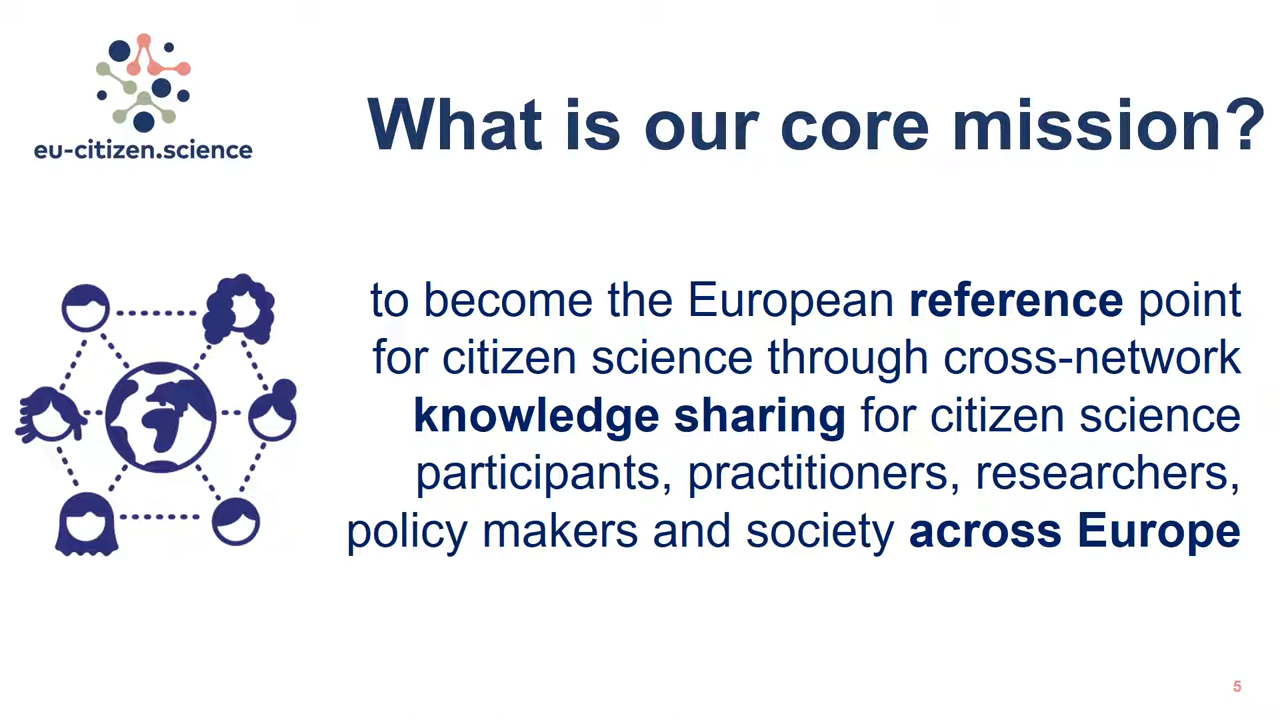 eu-citizen.science
What is our core mission?
to become the European reference point
for citizen science through cross-network
knowledge sharing for citizen science
participants, practitioners, researchers,
policy makers and society across Europe
5